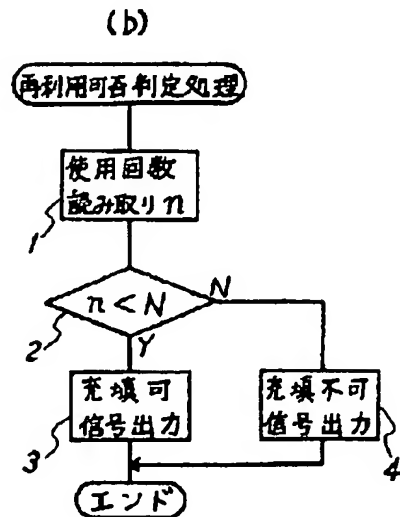 (b)
再利用可否判定処理
使用回数
読み取りn
1
n < N
N
2
Y
充填可
信号出力
3
充填不可
信号出力
4
エンド